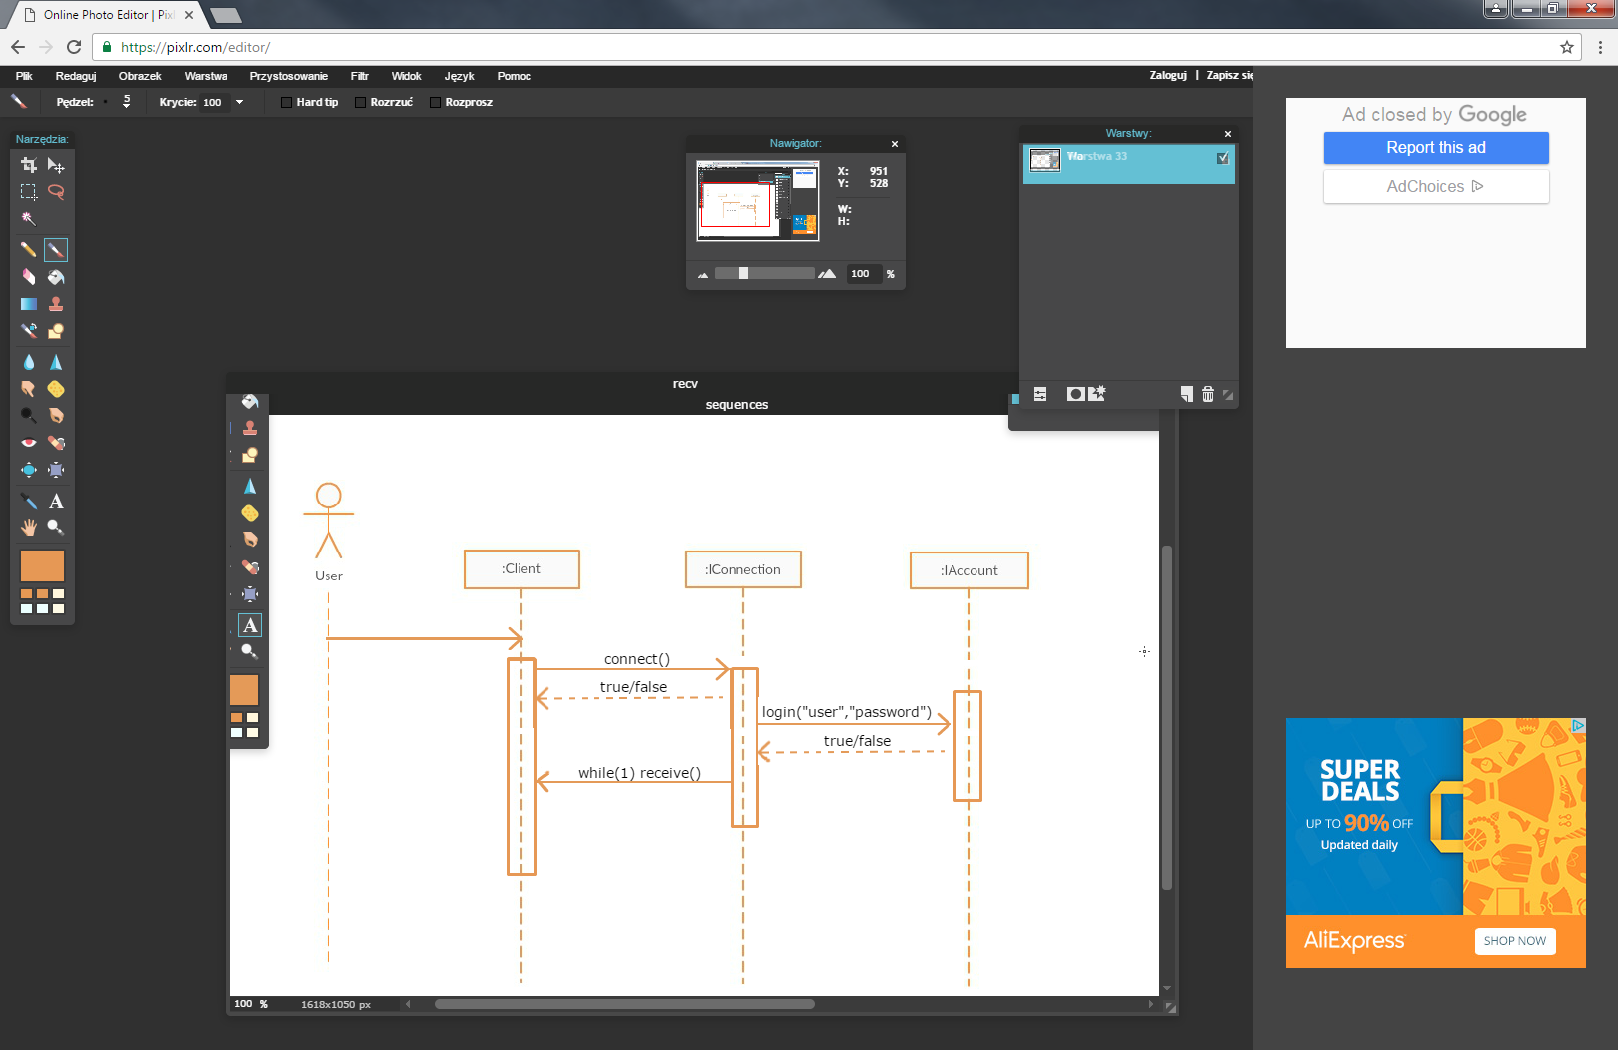 Online Photo Editor | Pix
https://pixlr.com/editor/
Plik Redaguj Obrazek Warstwa Przystosowanie Filtr Widok Język Pomoc
Zaloguj | Zapisz się
Pędzel: 5 Krycie: 100 Hard tip Rozrzuć Rozprosz
Narzędzia:
Nawigator:
X: 951
Y: 528
W:
H:
100 %
Warstwy:
Warstwa 33
Ad closed by Google
Report this ad
AdChoices
recv
sequences
User
:Client
:IConnection
:IAccount
connect()
true/false
login("user","password")
true/false
while(1) receive()
100 % 1618x1050 px
SUPER
DEALS
UP TO 90% OFF
Updated daily
AliExpress
SHOP NOW